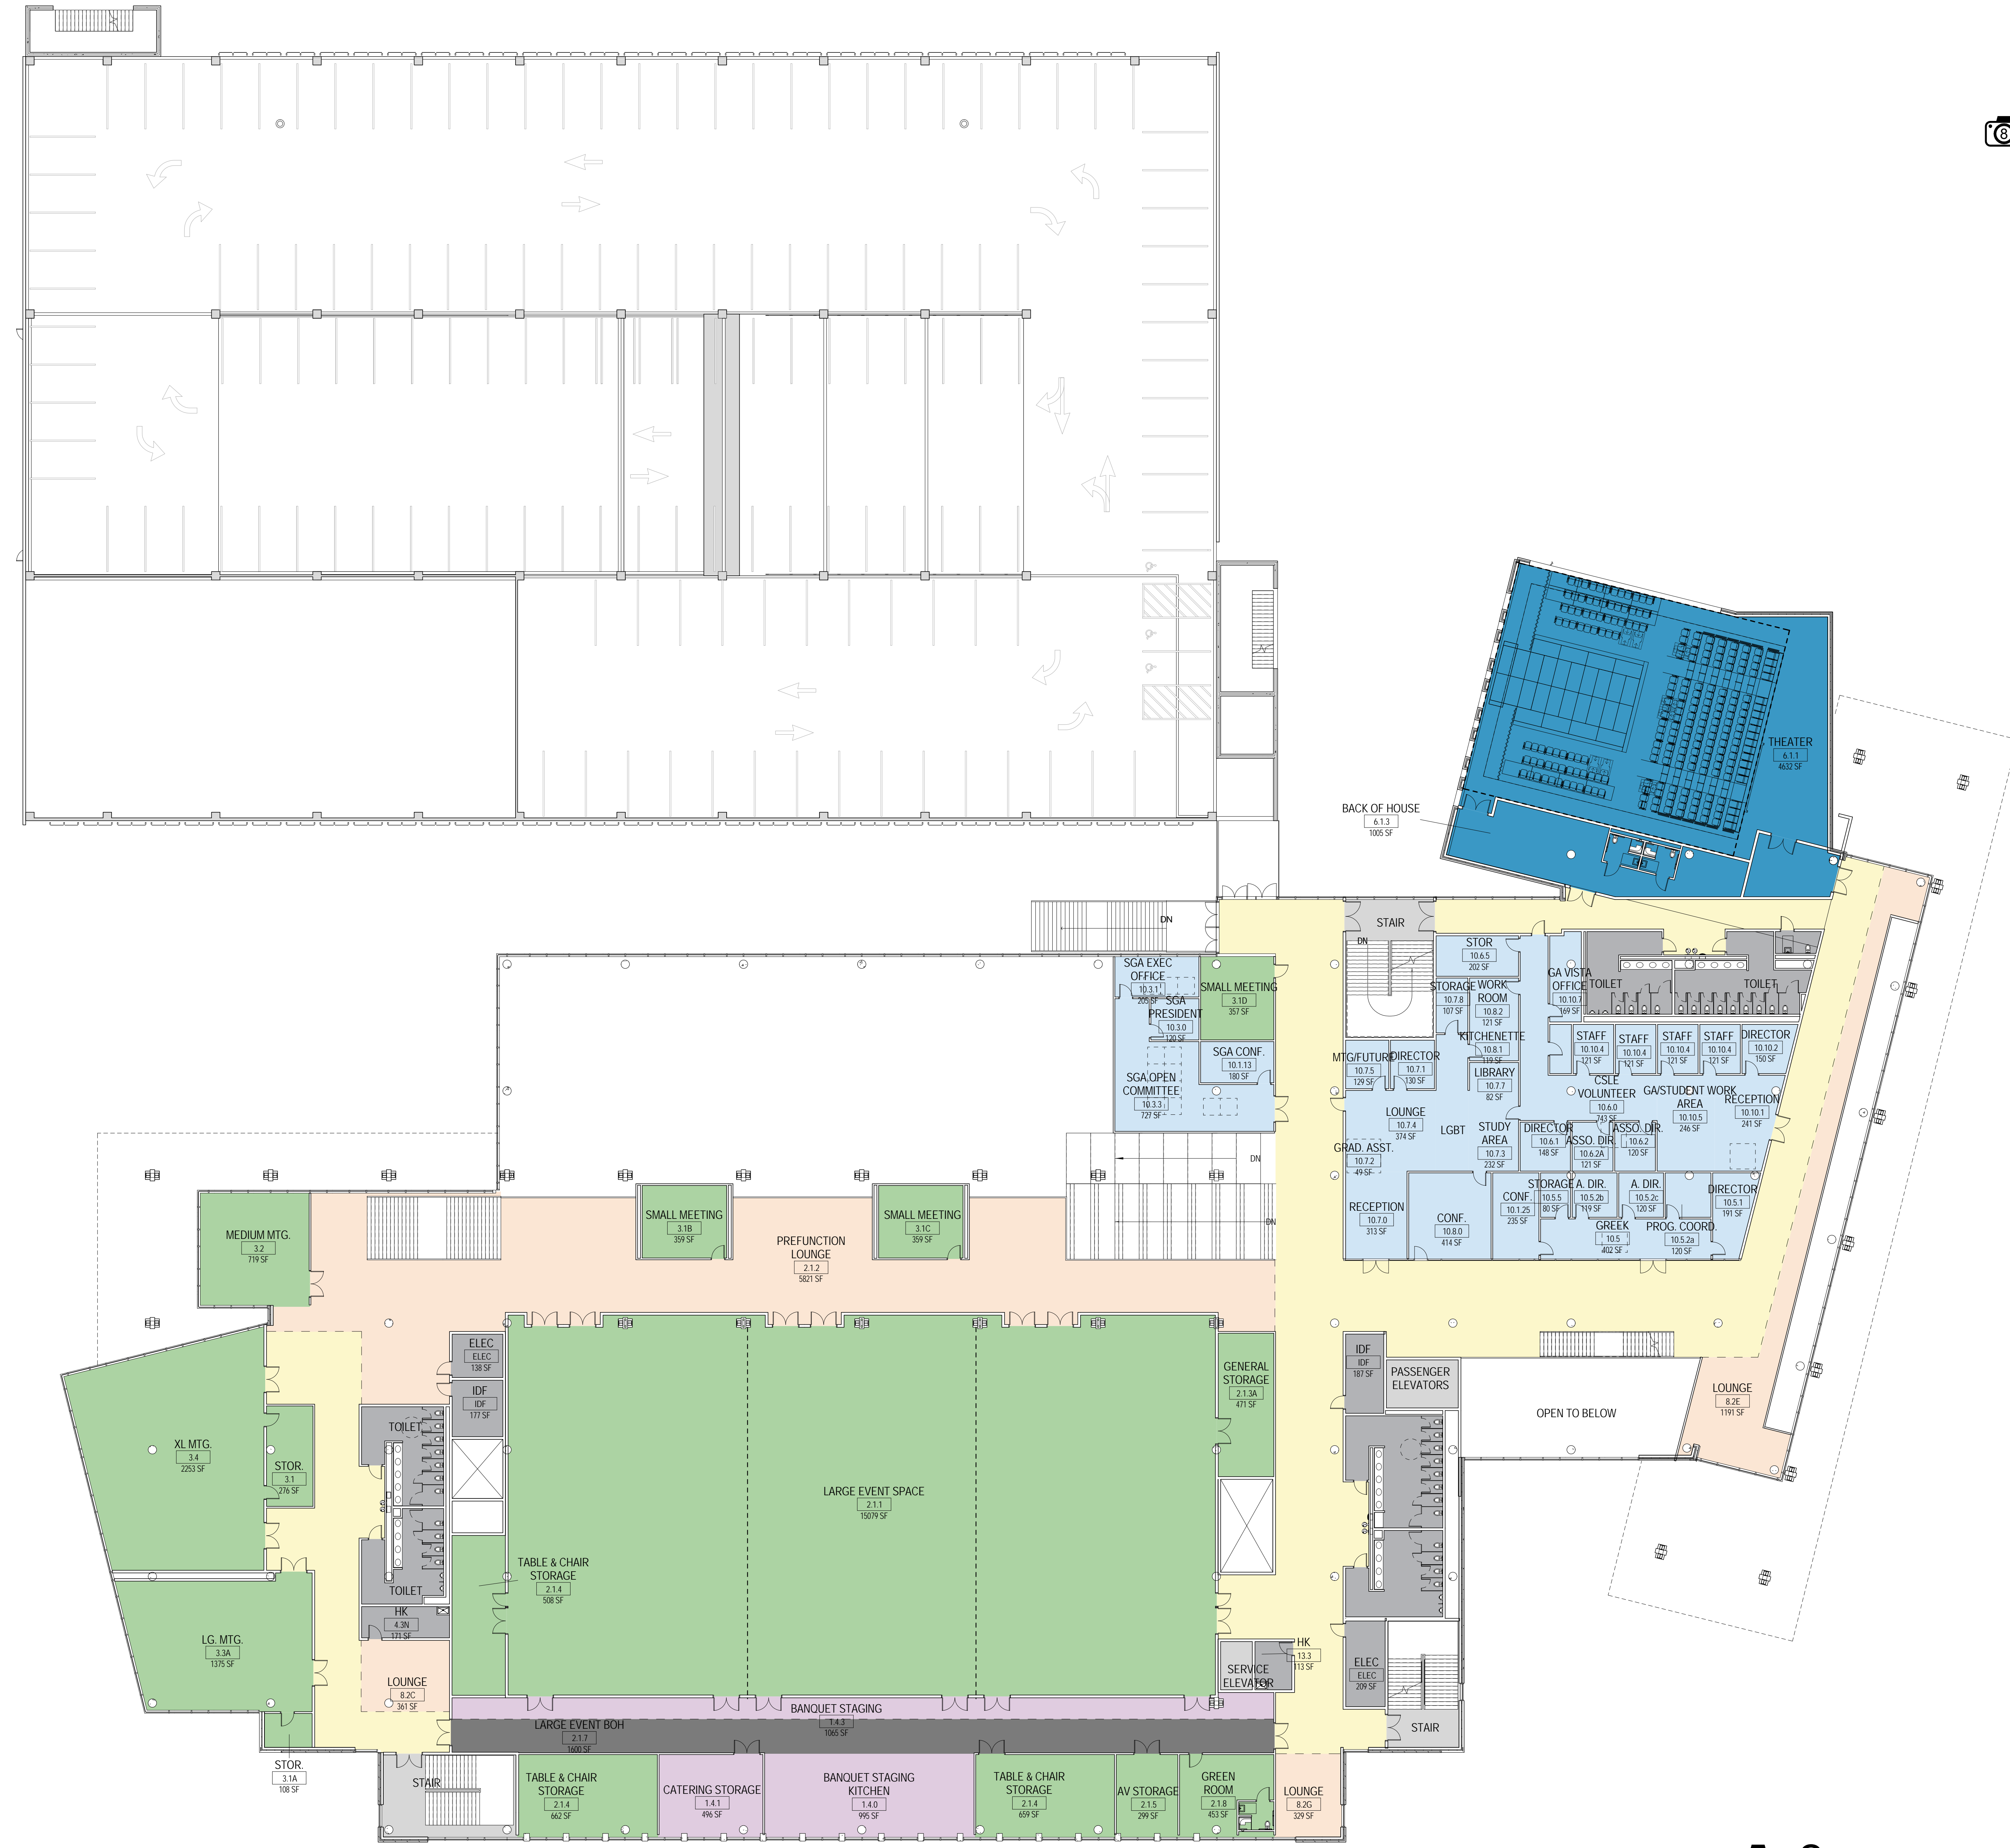 8
THEATER
6.1.1
4632 SF
BACK OF HOUSE
6.1.3
1005 SF
DN
STAIR
DN
STOR
10.6.5
202 SF
GA VISTA
OFFICE
10.10.7
169 SF
TOILET
TOILET
SGA EXEC
OFFICE
10.3.1
205 SF
SGA
PRESIDENT
10.3.0
120 SF
SMALL MEETING
3.1D
357 SF
STORAGE
10.7.8
107 SF
WORK
ROOM
10.8.2
121 SF
KITCHENETTE
10.8.1
119 SF
STAFF
10.10.4
121 SF
STAFF
10.10.4
121 SF
STAFF
10.10.4
121 SF
STAFF
10.10.4
121 SF
DIRECTOR
10.10.2
150 SF
SGA CONF.
10.1.13
180 SF
SGA OPEN
COMMITTEE
10.3.3
727 SF
MTG/FUTURE
10.7.5
129 SF
DIRECTOR
10.7.1
130 SF
LIBRARY
10.7.7
82 SF
CSLE
VOLUNTEER
10.6.0
743 SF
GA/STUDENT WORK
AREA
10.10.5
246 SF
RECEPTION
10.10.1
241 SF
LOUNGE
10.7.4
374 SF
LGBT
STUDY
AREA
10.7.3
232 SF
DIRECTOR
10.6.1
148 SF
ASSO. DIR.
10.6.2A
121 SF
ASSO. DIR.
10.6.2
120 SF
GRAD. ASST.
10.7.2
49 SF
DN
DN
RECEPTION
10.7.0
313 SF
CONF.
10.8.0
414 SF
CONF.
10.1.25
235 SF
STORAGE
10.5.5
80 SF
A. DIR.
10.5.2b
119 SF
A. DIR.
10.5.2c
120 SF
DIRECTOR
10.5.1
191 SF
GREEK
10.5
402 SF
PROG. COORD.
10.5.2a
120 SF
MEDIUM MTG.
3.2
719 SF
SMALL MEETING
3.1B
359 SF
SMALL MEETING
3.1C
359 SF
PREFUNCTION
LOUNGE
2.1.2
5821 SF
ELEC
ELEC
138 SF
IDF
IDF
177 SF
GENERAL
STORAGE
2.1.3A
471 SF
IDF
IDF
187 SF
PASSENGER
ELEVATORS
OPEN TO BELOW
LOUNGE
8.2E
1191 SF
XL MTG.
3.4
2253 SF
STOR.
3.1
276 SF
TOILET
LARGE EVENT SPACE
2.1.1
15079 SF
TABLE & CHAIR
STORAGE
2.1.4
508 SF
TOILET
HK
4.3N
171 SF
LG. MTG.
3.3A
1375 SF
LOUNGE
8.2C
361 SF
SERVICE
ELEVATOR
HK
13.3
113 SF
ELEC
ELEC
209 SF
BANQUET STAGING
1.4.3
1065 SF
LARGE EVENT BOH
2.1.7
1600 SF
STAIR
STOR.
3.1A
108 SF
STAIR
TABLE & CHAIR
STORAGE
2.1.4
662 SF
CATERING STORAGE
1.4.1
496 SF
BANQUET STAGING
KITCHEN
1.4.0
995 SF
TABLE & CHAIR
STORAGE
2.1.4
659 SF
AV STORAGE
2.1.5
299 SF
GREEN
ROOM
2.1.8
453 SF
LOUNGE
8.2G
329 SF